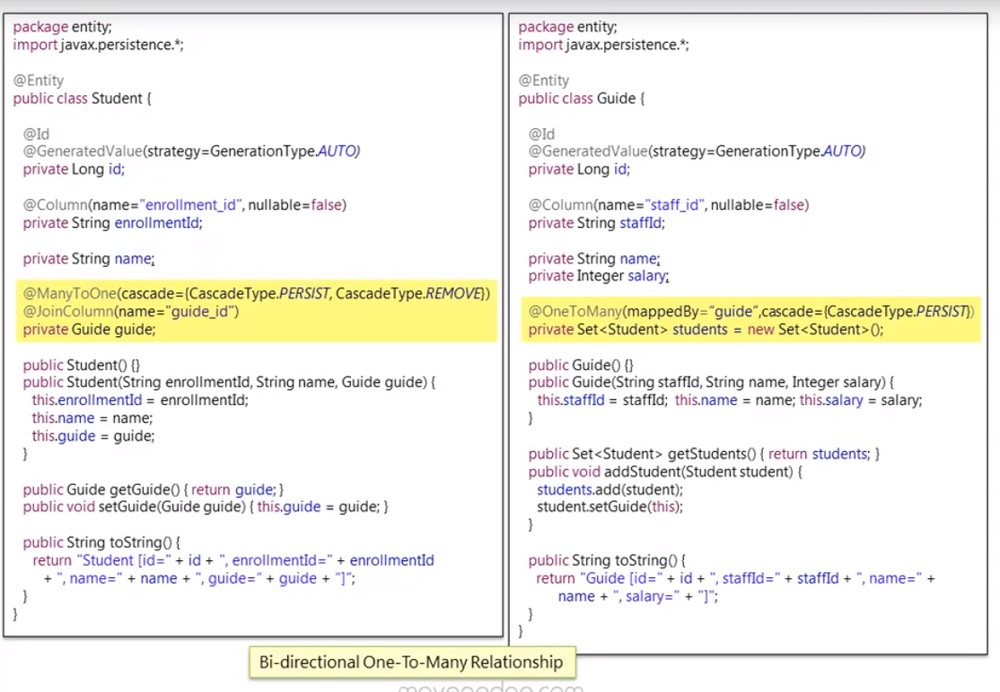 package entity;
import javax.persistence.*;
@Entity
public class Student {
@Id
@GeneratedValue(strategy=GenerationType.AUTO)
private Long id;
@Column(name="enrollment_id", nullable=false)
private String enrollmentId;
private String name;
@ManyToOne(cascade={CascadeType.PERSIST, CascadeType.REMOVE})
@JoinColumn(name="guide_id")
private Guide guide;
public Student() {}
public Student(String enrollmentId, String name, Guide guide) {
this.enrollmentId = enrollmentId;
this.name = name;
this.guide = guide;
}
public Guide getGuide() { return guide; }
public void setGuide(Guide guide) { this.guide = guide; }
public String toString() {
return "Student [id=" + id + ", enrollmentId=" + enrollmentId
+ ", name=" + name + ", guide=“ + guide + “]”;
}
}
package entity;
import javax.persistence.*;
@Entity
public class Guide {
@Id
@GeneratedValue(strategy=GenerationType.AUTO)
private Long id;
@Column(name="staff_id", nullable=false)
private String staffId;
private String name;
private Integer salary;
@OneToMany(mappedBy=“guide”,cascade={CascadeType.PERSIST})
private Set<Student> students = new Set<Student>();
public Guide() {}
public Guide(String staffId, String name, Integer salary) {
this.staffId = staffId; this.name = name; this.salary = salary;
}
public Set<Student> getStudents() { return students; }
public void addStudent(Student student) {
students.add(student);
student.setGuide(this);
}
public String toString() {
return "Guide [id=" + id + ", staffId=" + staffId + ", name=" +
name + ", salary=" + "]";
}
}
Bi-directional One-To-Many Relationship